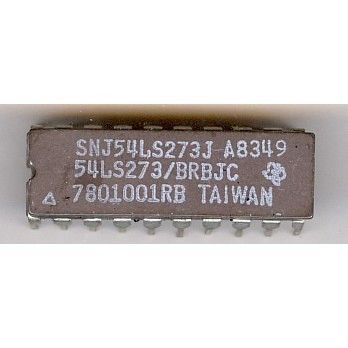 SNJ54LS273J A8349
54LS273/BRBJC
7801001RB TAIWAN